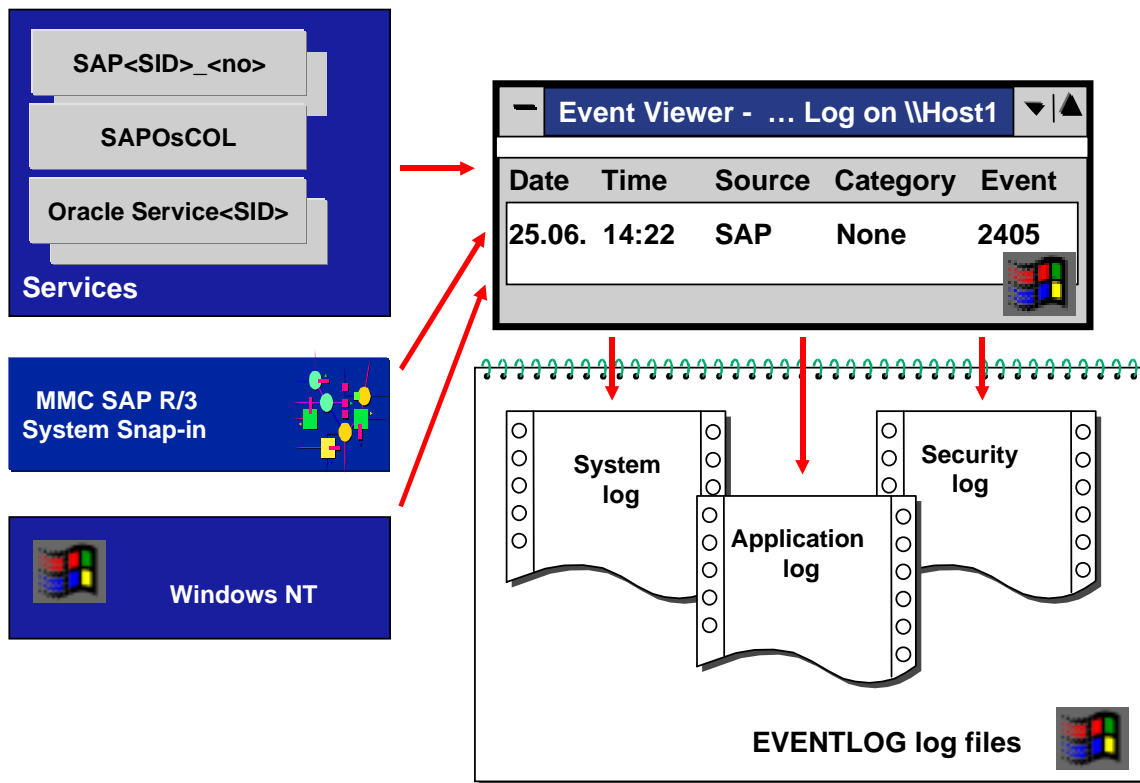 SAP<SID>_<no>
SAPOsCOL
Oracle Service<SID>
Services
MMC SAP R/3
System Snap-in
Windows NT
Event Viewer - … Log on \\Host1
Date Time Source Category Event
25.06. 14:22 SAP None 2405
System
log
Application
log
Security
log
EVENTLOG log files